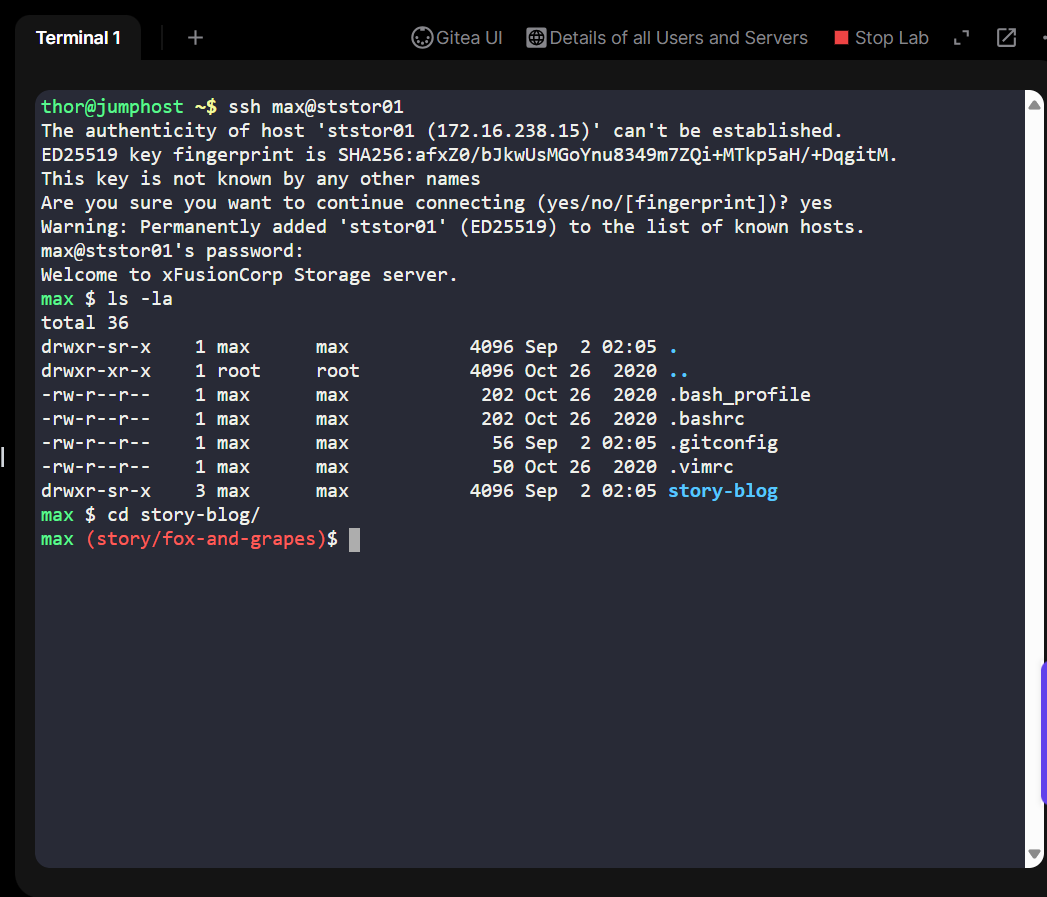 Terminal 1 + Gitea UI Details of all Users and Servers Stop Lab
thor@jumphost ~$ ssh max@ststor01
The authenticity of host 'ststor01 (172.16.238.15)' can't be established.
ED25519 key fingerprint is SHA256:afxZ0/bJkwUsMGoYnu8349m7ZQi+MTkp5aH/+DqgitM.
This key is not known by any other names
Are you sure you want to continue connecting (yes/no/[fingerprint])? yes
Warning: Permanently added 'ststor01' (ED25519) to the list of known hosts.
max@ststor01's password:
Welcome to xFusionCorp Storage server.
max $ ls -la
total 36
drwxr-sr-x    1 max      max           4096 Sep  2 02:05 .
drwxr-xr-x    1 root     root          4096 Oct 26  2020 ..
-rw-r--r--    1 max      max            202 Oct 26  2020 .bash_profile
-rw-r--r--    1 max      max            202 Oct 26  2020 .bashrc
-rw-r--r--    1 max      max             56 Sep  2 02:05 .gitconfig
-rw-r--r--    1 max      max             50 Oct 26  2020 .vimrc
drwxr-sr-x    3 max      max           4096 Sep  2 02:05 story-blog
max $ cd story-blog/
max (story/fox-and-grapes)$